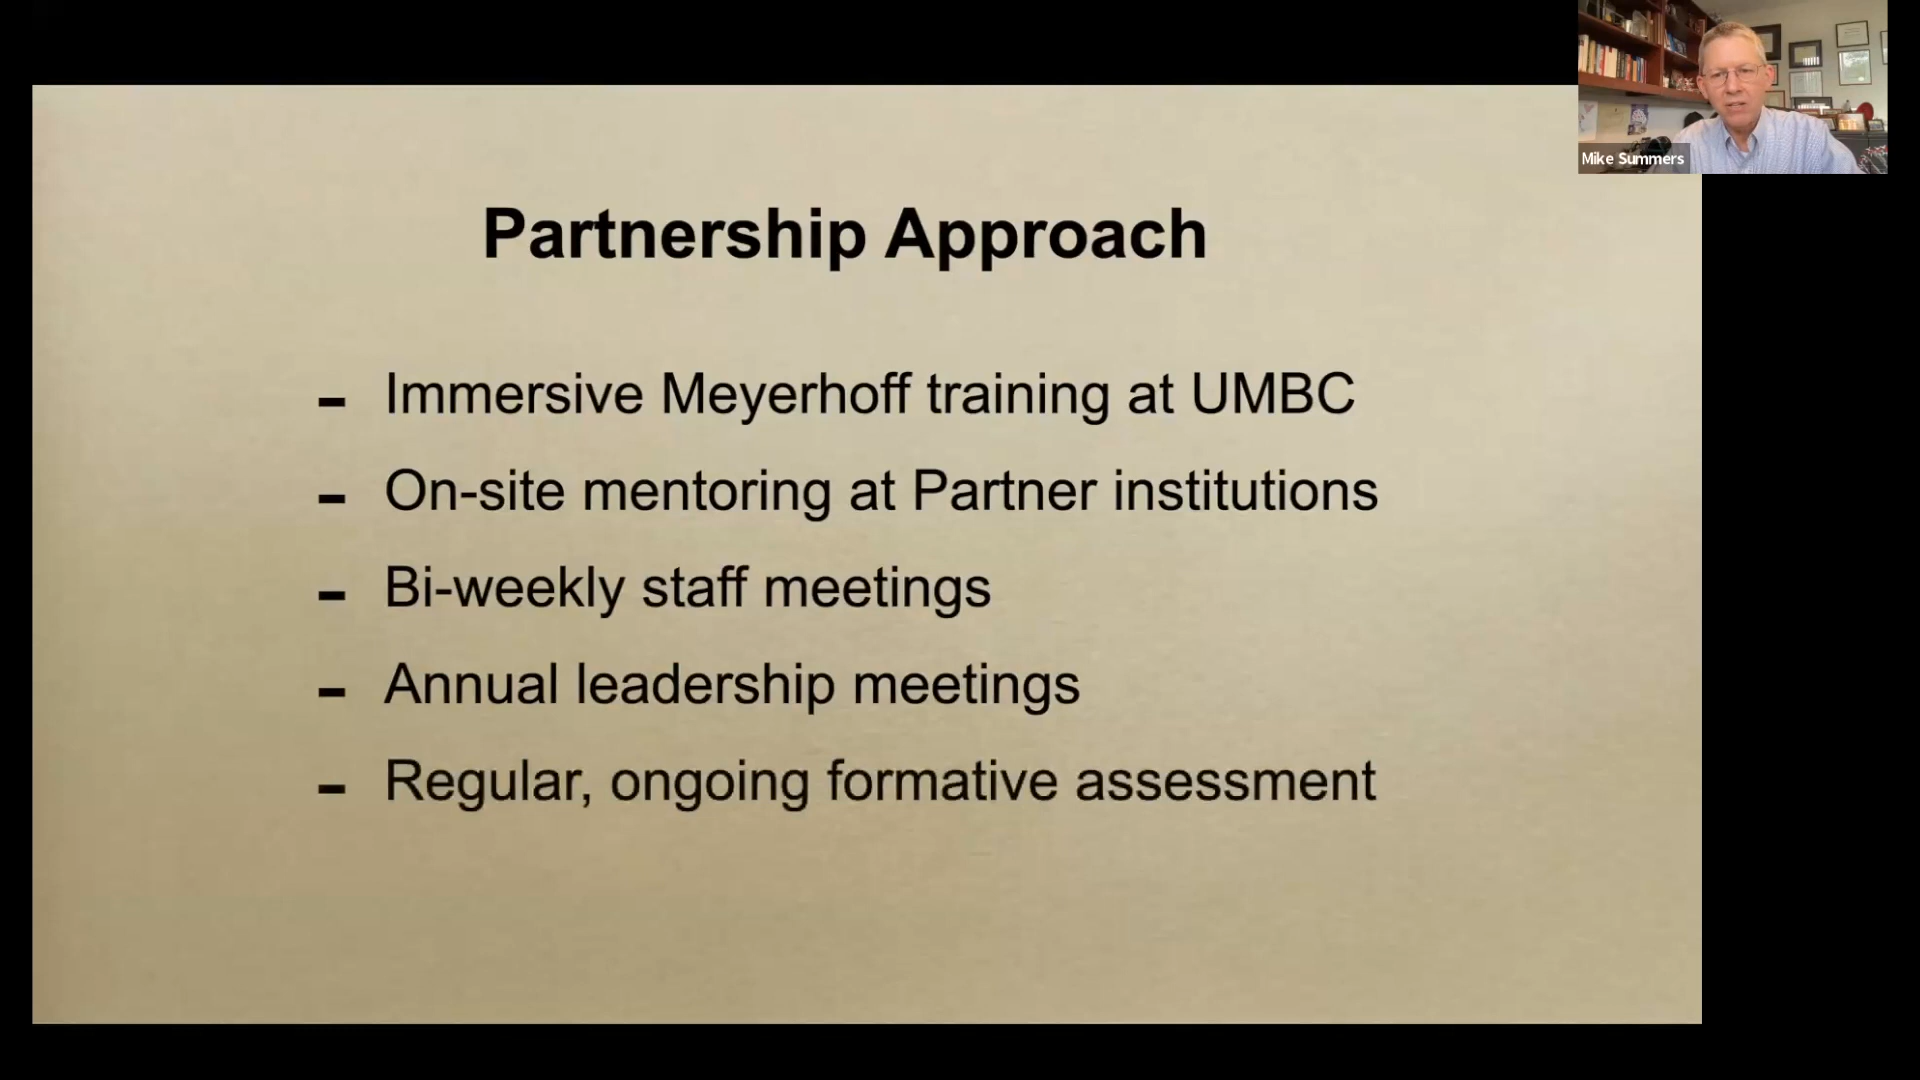 Mike Summers
Partnership Approach
- Immersive Meyerhoff training at UMBC
- On-site mentoring at Partner institutions
- Bi-weekly staff meetings
- Annual leadership meetings
- Regular, ongoing formative assessment